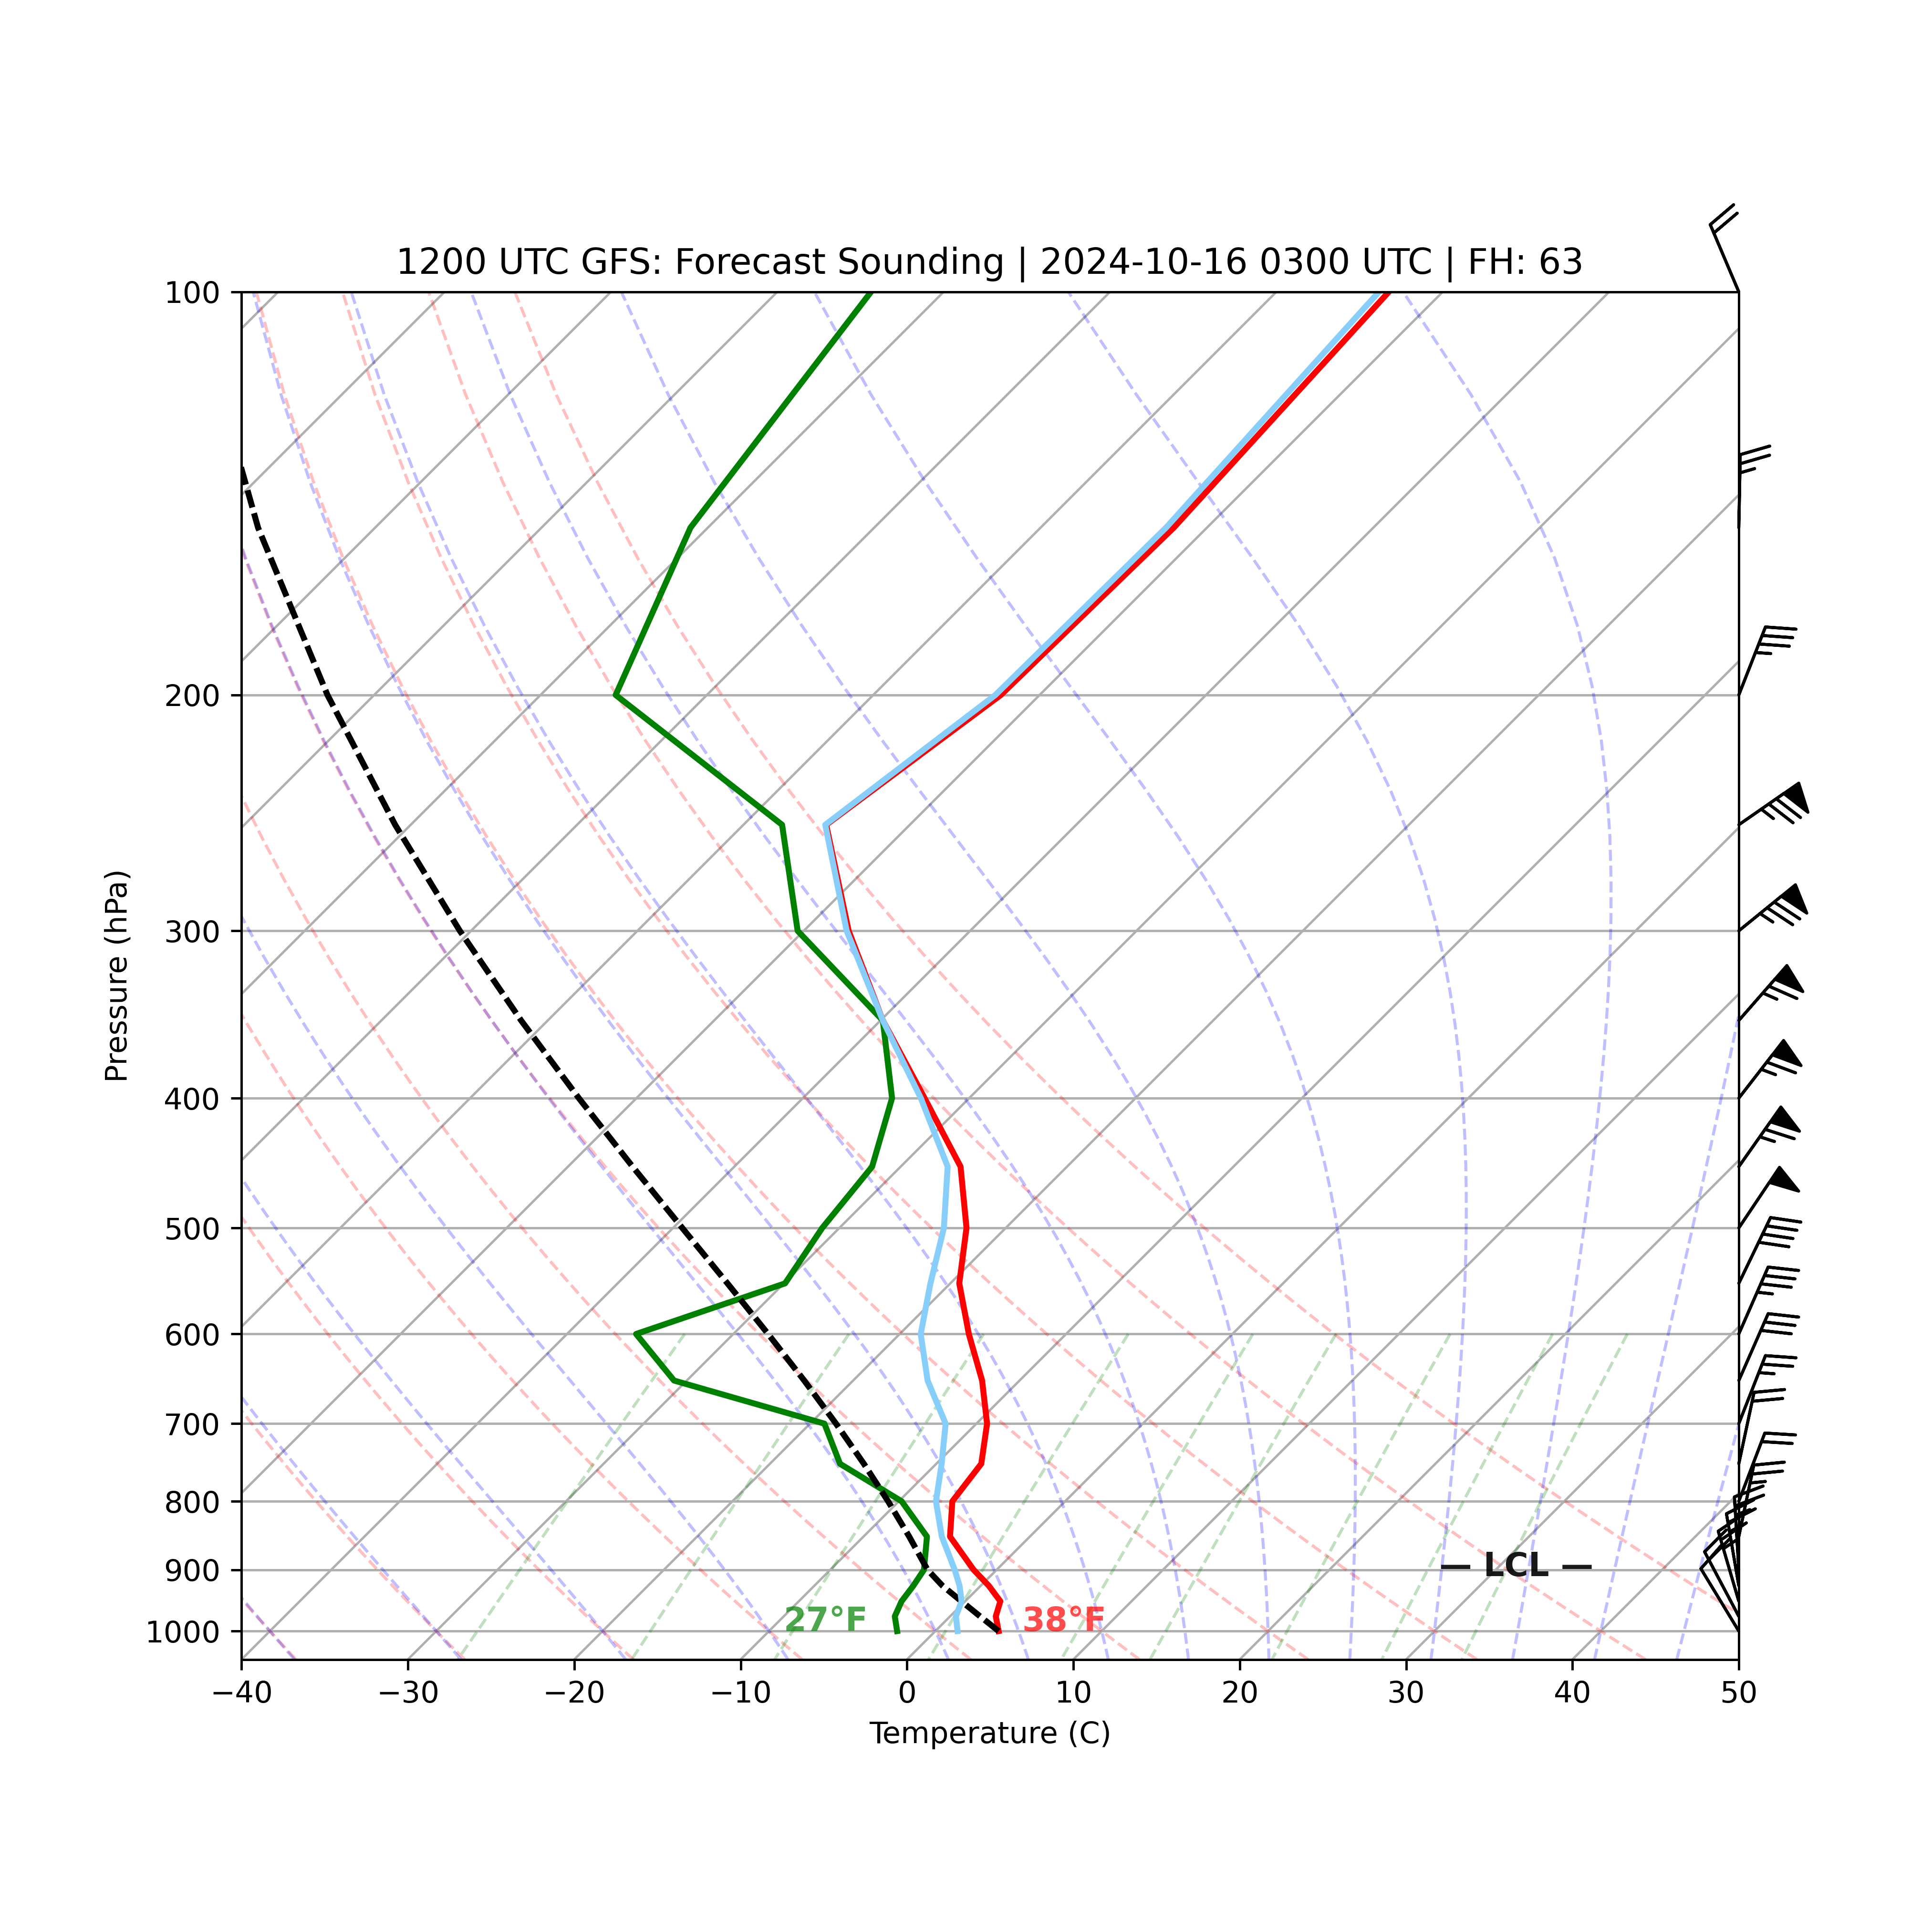 1200 UTC GFS: Forecast Sounding | 2024-10-16 0300 UTC | FH: 63
100
200
300
400
500
600
700
800
900
1000
Pressure (hPa)
— LCL —
27°F
38°F
−40 −30 −20 −10 0 10 20 30 40 50
Temperature (C)